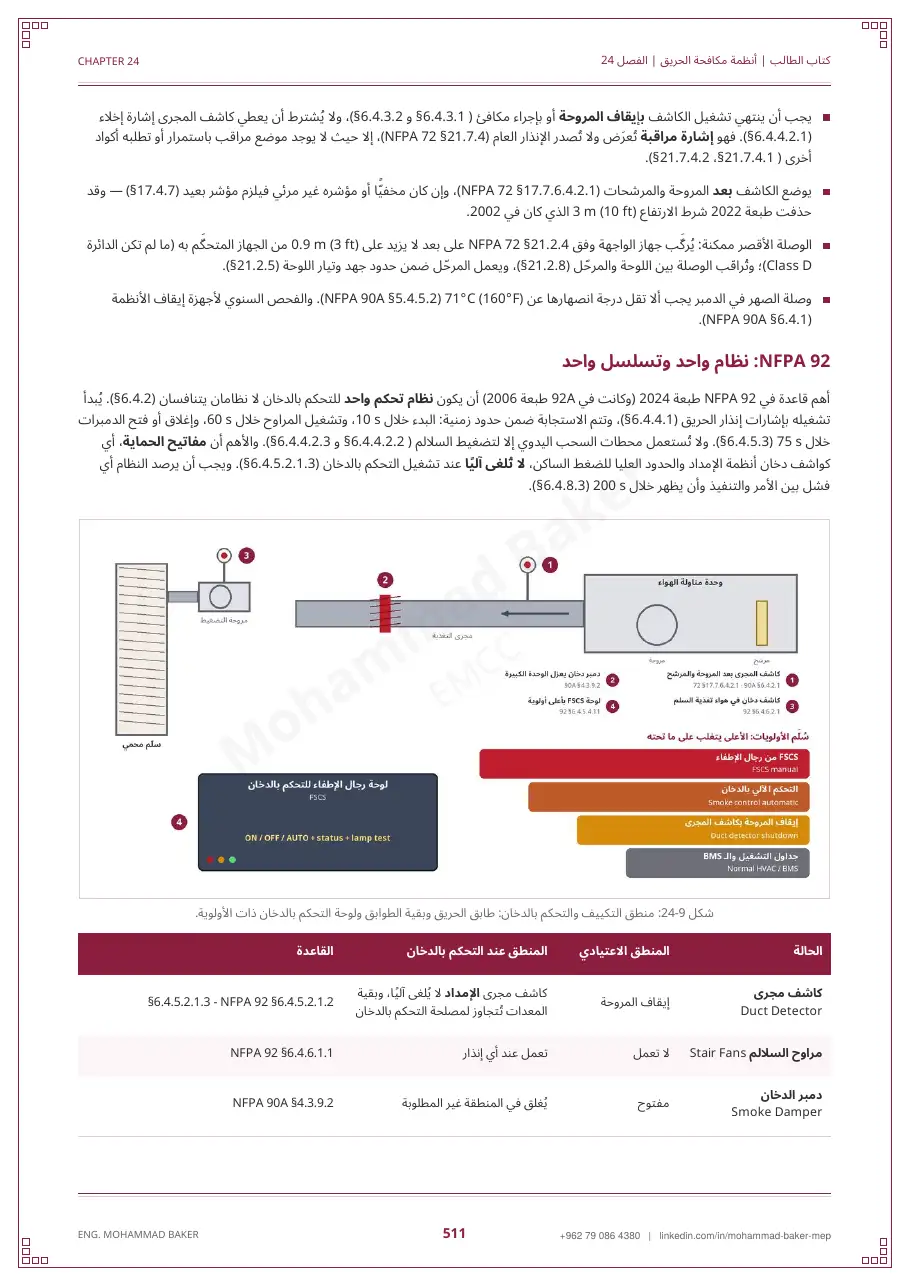 كتاب الطالب | أنظمة مكافحة الحريق | الفصل 24
CHAPTER 24
يجب أن ينتهي تشغيل الكاشف بإيقاف المروحة أو بإجراء مكافئ ( 6.4.3.1§ و 6.4.3.2§)، ولا يُشترط أن يعطي كاشف المجرى إشارة إخلاء
(6.4.4.2.1§). فهو إشارة مراقبة تُعرَض ولا تُصدر الإنذار العام (NFPA 72 §21.7.4)، إلا حيث لا يوجد موضع مراقب باستمرار أو تطلبه أكواد
أخرى ( 21.7.4.1§، 21.7.4.2§).
يوضع الكاشف بعد المروحة والمرشحات (NFPA 72 §17.7.6.4.2.1)، وإن كان مخفيًّا أو مؤشره غير مرئي فيلزم مؤشر بعيد (17.4.7§) — وقد
حذفت طبعة 2022 شرط الارتفاع 3 m (10 ft) الذي كان في 2002.
الوصلة الأقصر ممكنة: يُركَّب جهاز الواجهة وفق NFPA 72 §21.2.4 على بعد لا يزيد على 0.9 m (3 ft) من الجهاز المتحكَّم به (ما لم تكن الدائرة
Class D)؛ وتُراقَب الوصلة بين اللوحة والمرحّل (21.2.8§)، ويعمل المرحّل ضمن حدود جهد وتيار اللوحة (21.2.5§).
وصلة الصهر في الدمبر يجب ألا تقل درجة انصهارها عن 71°C (160°F) (NFPA 90A §5.4.5.2). والفحص السنوي لأجهزة إيقاف الأنظمة
(NFPA 90A §6.4.1).
NFPA 92: نظام واحد وتسلسل واحد
أهم قاعدة في NFPA 92 طبعة 2024 (وكانت في 92A طبعة 2006) أن يكون نظام تحكم واحد للتحكم بالدخان لا نظامان يتنافسان (6.4.2§). يُبدأ
تشغيله بإشارات إنذار الحريق (6.4.4.1§)، وتتم الاستجابة ضمن حدود زمنية: البدء خلال 10 s، وتشغيل المراوح خلال 60 s، وإغلاق أو فتح الدمبرات
خلال 75 s (6.4.5.3§). ولا تُستعمل محطات السحب اليدوي إلا لتضغيط السلالم ( 6.4.4.2.2§ و 6.4.4.2.3§). والأهم أن مفاتيح الحماية، أي
كواشف دخان أنظمة الإمداد والحدود العليا للضغط الساكن، لا تُلغى آليًا عند تشغيل التحكم بالدخان (6.4.5.2.1.3§). ويجب أن يرصد النظام أي
فشل بين الأمر والتنفيذ وأن يظهر خلال 200 s (6.4.8.3§).
Mohammad Baker
EMCC
3
1
2
وحدة مناولة الهواء
مروحة التضغيط
مجرى التغذية
مروحة
مرشح
1 كاشف المجرى بعد المروحة والمرشح
72 §17.7.6.4.2.1 · 90A §6.4.2.1
2 دمبر دخان يعزل الوحدة الكبيرة
90A §4.3.9.2
3 كاشف دخان في هواء تغذية السلم
92 §6.4.6.2.1
4 لوحة FSCS بأعلى أولوية
92 §6.4.5.4.11
سلم محمي
سُلَّم الأولويات: الأعلى يتغلب على ما تحته
FSCS من رجال الإطفاء
FSCS manual
التحكم الآلي بالدخان
Smoke control automatic
إيقاف المروحة بكاشف المجرى
Duct detector shutdown
جداول التشغيل والـ BMS
Normal HVAC / BMS
لوحة رجال الإطفاء للتحكم بالدخان
FSCS
4
ON / OFF / AUTO + status + lamp test
شكل 9-24: منطق التكييف والتحكم بالدخان: طابق الحريق وبقية الطوابق ولوحة التحكم بالدخان ذات الأولوية.
الحالة المنطق الاعتيادي المنطق عند التحكم بالدخان القاعدة
كاشف مجرى
Duct Detector
إيقاف المروحة
كاشف مجرى الإمداد لا يُلغى آليًا، وبقية
المعدات تُتجاوز لمصلحة التحكم بالدخان
§6.4.5.2.1.3 - NFPA 92 §6.4.5.2.1.2
مراوح السلالم Stair Fans لا تعمل تعمل عند أي إنذار NFPA 92 §6.4.6.1.1
دمبر الدخان
Smoke Damper
مفتوح يُغلق في المنطقة غير المطلوبة NFPA 90A §4.3.9.2
ENG. MOHAMMAD BAKER
511
+962 79 086 4380 | linkedin.com/in/mohammad-baker-mep